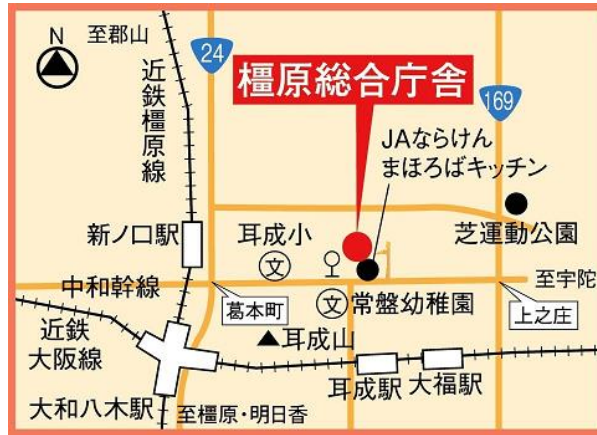 N
至郡山
24
近鉄橿原線
橿原総合庁舎
169
JAならけん
まほろばキッチン
新ノ口駅
耳成小
文
芝運動公園
中和幹線
葛本町
文
常盤幼稚園
至宇陀
上之庄
近鉄
大阪線
耳成山
大和八木駅
至橿原・明日香
耳成駅
大福駅